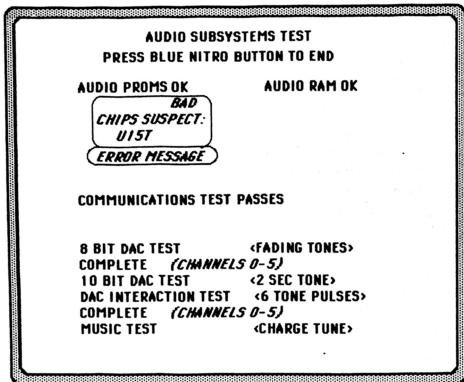 AUDIO SUBSYSTEMS TEST
PRESS BLUE NITRO BUTTON TO END
AUDIO PROMS OK AUDIO RAM OK
BAD
CHIPS SUSPECT:
U15T
ERROR MESSAGE
COMMUNICATIONS TEST PASSES
8 BIT DAC TEST <FADING TONES>
COMPLETE (CHANNELS 0-5)
10 BIT DAC TEST <2 SEC TONE>
DAC INTERACTION TEST <6 TONE PULSES>
COMPLETE (CHANNELS 0-5)
MUSIC TEST <CHARGE TUNE>